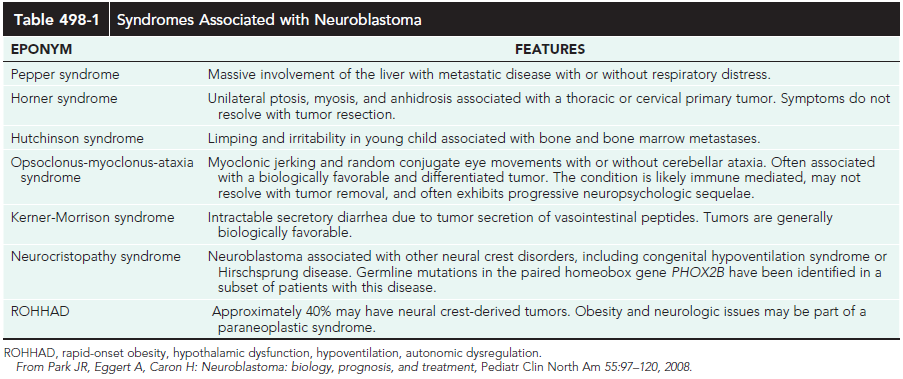 Table 498-1 Syndromes Associated with Neuroblastoma
EPONYM FEATURES
Pepper syndrome Massive involvement of the liver with metastatic disease with or without respiratory distress.
Horner syndrome Unilateral ptosis, myosis, and anhidrosis associated with a thoracic or cervical primary tumor. Symptoms do not
resolve with tumor resection.
Hutchinson syndrome Limping and irritability in young child associated with bone and bone marrow metastases.
Opsoclonus-myoclonus-ataxia Myoclonic jerking and random conjugate eye movements with or without cerebellar ataxia. Often associated
syndrome with a biologically favorable and differentiated tumor. The condition is likely immune mediated, may not
resolve with tumor removal, and often exhibits progressive neuropsychologic sequelae.
Kerner-Morrison syndrome Intractable secretory diarrhea due to tumor secretion of vasointestinal peptides. Tumors are generally
biologically favorable.
Neurocristopathy syndrome Neuroblastoma associated with other neural crest disorders, including congenital hypoventilation syndrome or
Hirschsprung disease. Germline mutations in the paired homeobox gene PHOX2B have been identified in a
subset of patients with this disease.
ROHHAD Approximately 40% may have neural crest-derived tumors. Obesity and neurologic issues may be part of a
paraneoplastic syndrome.
ROHHAD, rapid-onset obesity, hypothalamic dysfunction, hypoventilation, autonomic dysregulation.
From Park JR, Eggert A, Caron H: Neuroblastoma: biology, prognosis, and treatment, Pediatr Clin North Am 55:97–120, 2008.